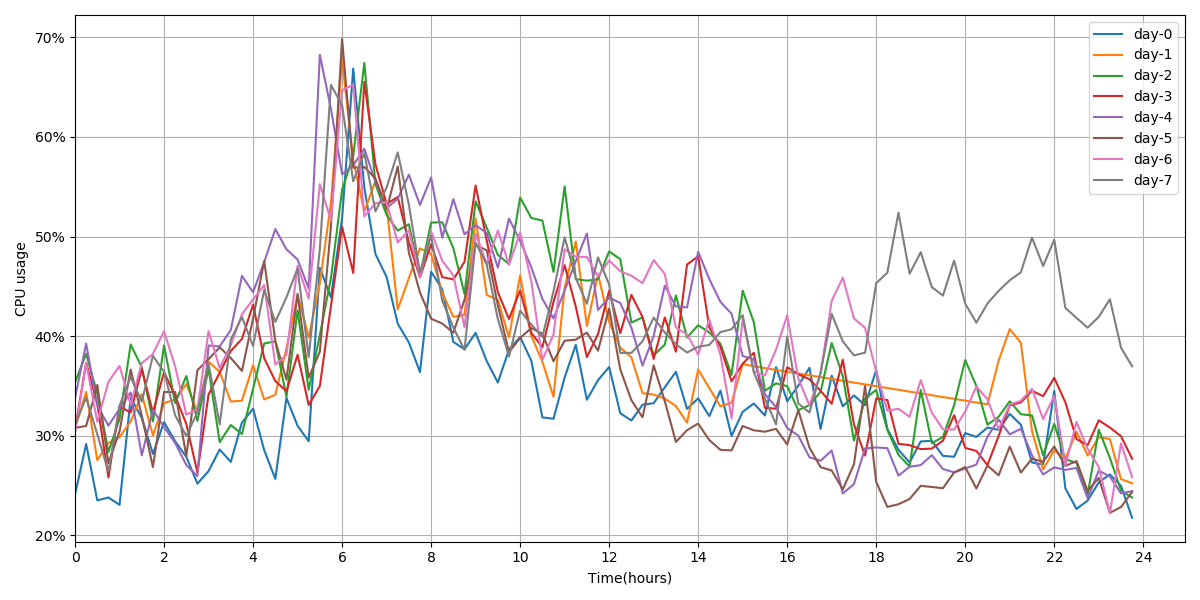 70%
60%
50%
40%
30%
20%
CPU usage
0 2 4 6 8 10 12 14 16 18 20 22 24
Time(hours)
day-0
day-1
day-2
day-3
day-4
day-5
day-6
day-7